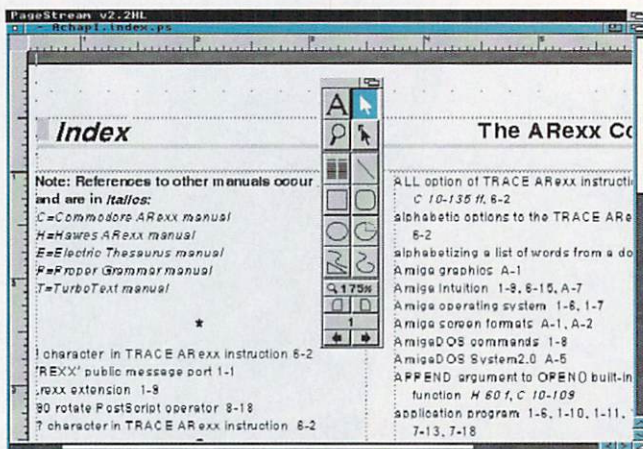 PageStream v2.2HL
Achap1.index.ps
Index
The ARexx Co
Note: References to other manuals occur
and are in Italics:
C=Commodore ARexx manual
H=Hawes ARexx manual
E=Electric Thesaurus manual
P=Proper Grammar manual
T=TurboText manual
*
! character in TRACE ARexx instruction 6-2
'REXX' public message port 1-1
.rexx extension 1-9
90 rotate PostScript operator 8-18
? character in TRACE ARexx instruction 6-2
A
175%
1
ALL option of TRACE ARexx instructi
C 10-135 ff, 6-2
alphabetic options to the TRACE ARe
6-2
alphabetizing a list of words from a do
Amiga graphics A-1
Amiga Intuition 1-9, 6-15, A-7
Amiga operating system 1-6, 1-7
Amiga screen formats A-1, A-2
AmigaDOS commands 1-8
AmigaDOS System2.0 A-5
APPEND argument to OPEN() built-in
function H 60 f, C 10-109
application program 1-6, 1-10, 1-11,
7-13, 7-18